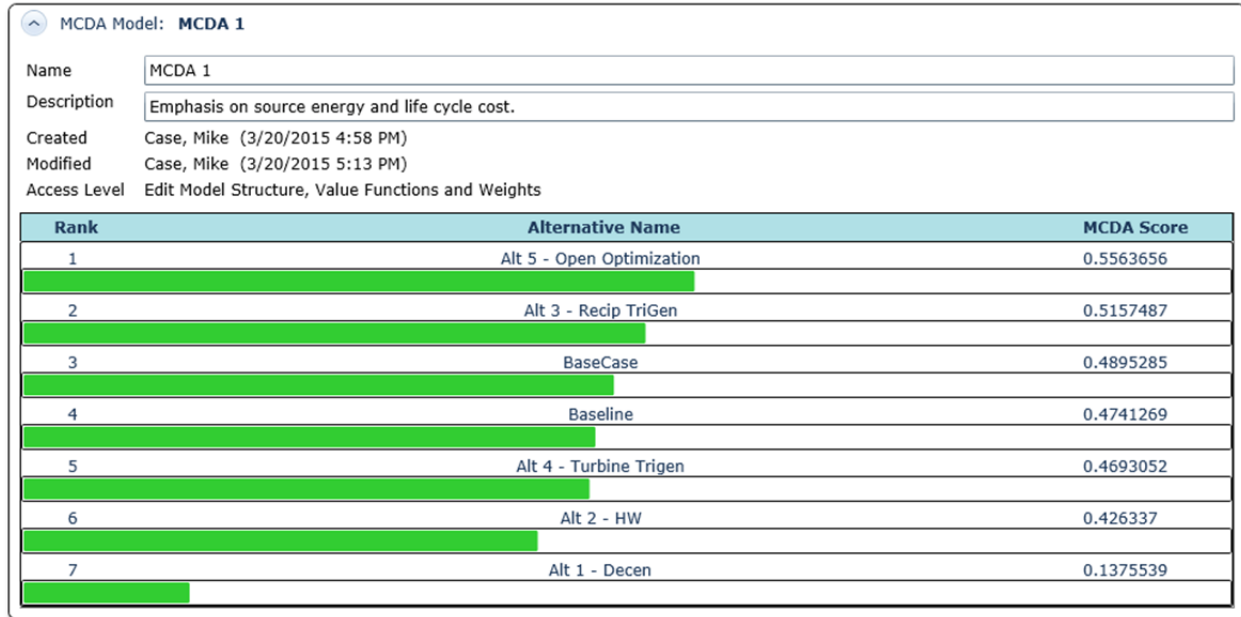 MCDA Model: MCDA 1
Name MCDA 1
Description Emphasis on source energy and life cycle cost.
Created Case, Mike (3/20/2015 4:58 PM)
Modified Case, Mike (3/20/2015 5:13 PM)
Access Level Edit Model Structure, Value Functions and Weights
Rank Alternative Name MCDA Score
1 Alt 5 - Open Optimization 0.5563656
2 Alt 3 - Recip TriGen 0.5157487
3 BaseCase 0.4895285
4 Baseline 0.4741269
5 Alt 4 - Turbine Trigen 0.4693052
6 Alt 2 - HW 0.426337
7 Alt 1 - Decen 0.1375539